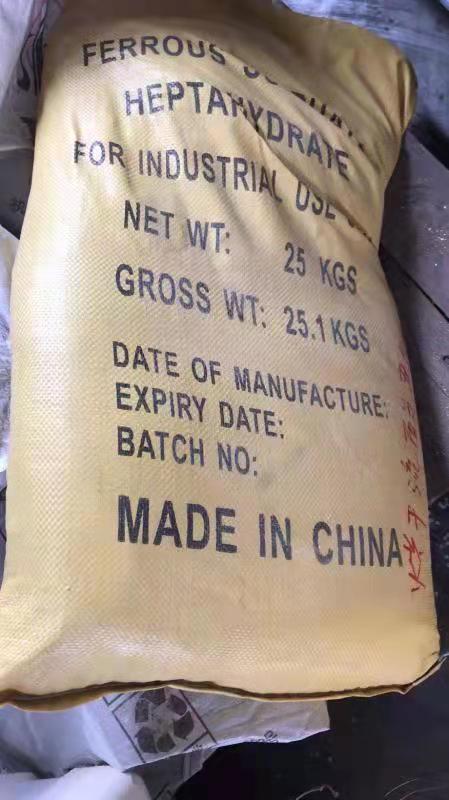 FERROUS
HEPTAHYDRATE
FOR INDUSTRIAL USE
NET WT: 25 KGS
GROSS WT: 25.1 KGS
DATE OF MANUFACTURE:
EXPIRY DATE:
BATCH NO:
MADE IN CHINA